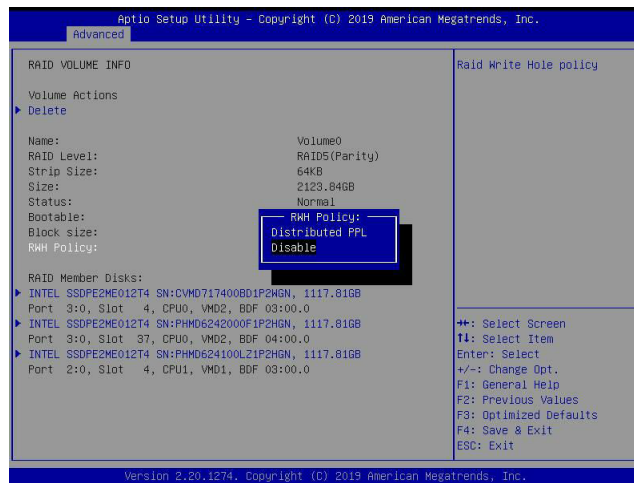 Aptio Setup Utility – Copyright (C) 2019 American Megatrends, Inc.
Advanced
RAID VOLUME INFO
Volume Actions
Delete
Name: Volume0
RAID Level: RAID5(Parity)
Strip Size: 64KB
Size: 2123.84GB
Status: Normal
Bootable:
Block size:
RWH Policy:
RWH Policy:
Distributed PPL
Disable
RAID Member Disks:
INTEL SSDPE2ME012T4 SN:CVMD717400BD1P2WGN, 1117.81GB
Port 3:0, Slot 4, CPU0, VMD2, BDF 03:00.0
INTEL SSDPE2ME012T4 SN:PHMD6242000F1P2HGN, 1117.81GB
Port 3:0, Slot 37, CPU0, VMD2, BDF 04:00.0
INTEL SSDPE2ME012T4 SN:PHMD624100LZ1P2HGN, 1117.81GB
Port 2:0, Slot 4, CPU1, VMD1, BDF 03:00.0
Raid Write Hole policy
→←: Select Screen
↑↓: Select Item
Enter: Select
+/-: Change Opt.
F1: General Help
F2: Previous Values
F3: Optimized Defaults
F4: Save & Exit
ESC: Exit
Version 2.20.1274. Copyright (C) 2019 American Megatrends, Inc.